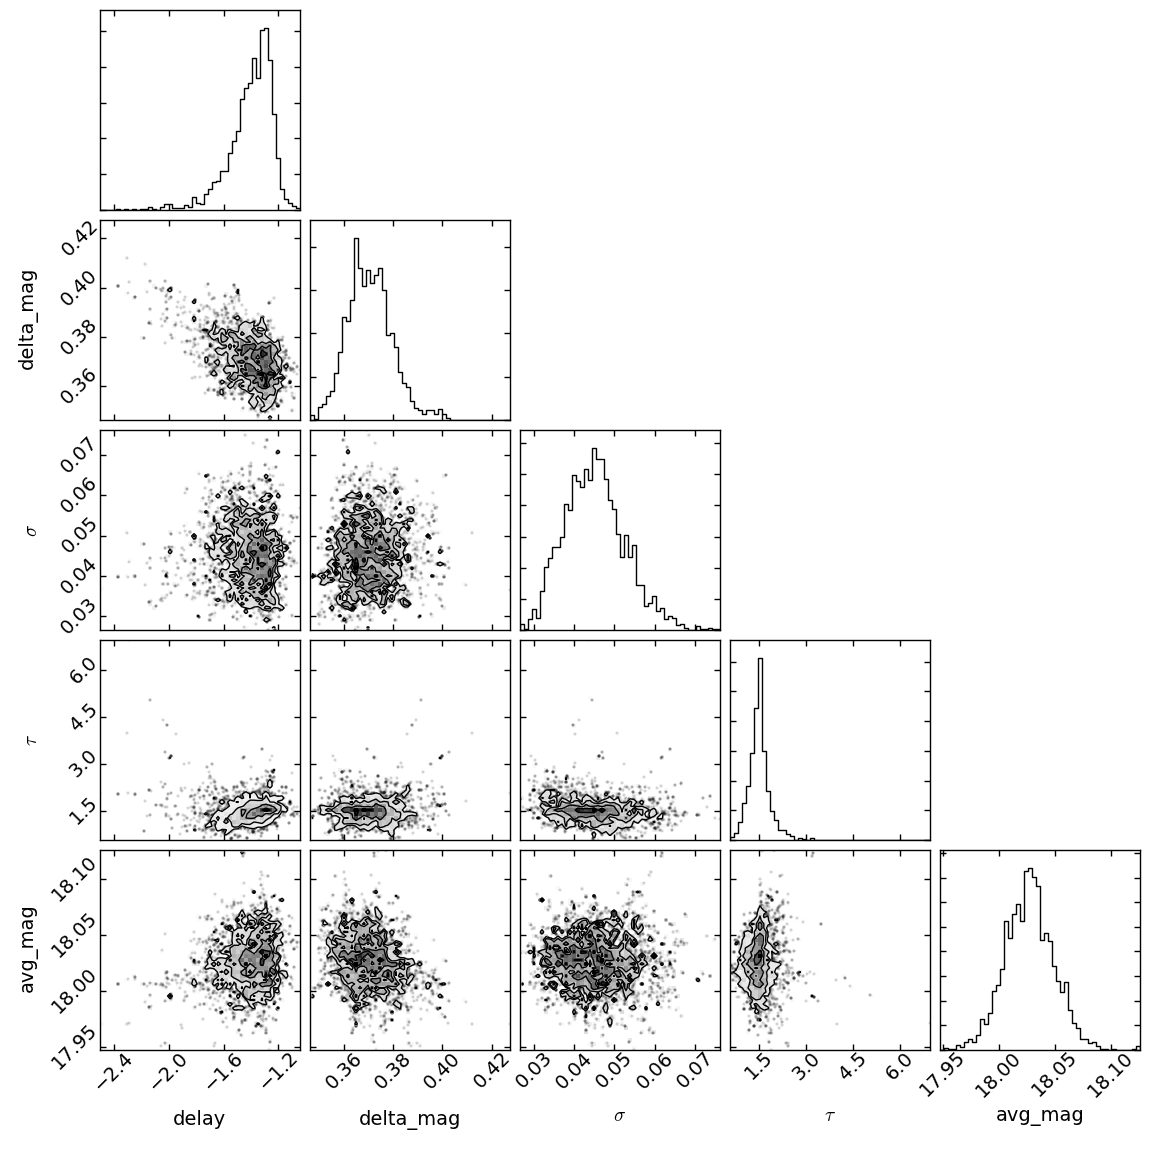 0.42
0.40
0.38
0.36
delta_mag
0.07
0.06
0.05
0.04
0.03
σ
6.0
4.5
3.0
1.5
τ
18.10
18.05
18.00
17.95
avg_mag
−2.4 −2.0 −1.6 −1.2
0.36 0.38 0.40 0.42
0.03 0.04 0.05 0.06 0.07
1.5 3.0 4.5 6.0
17.95 18.00 18.05 18.10
delay delta_mag σ τ avg_mag